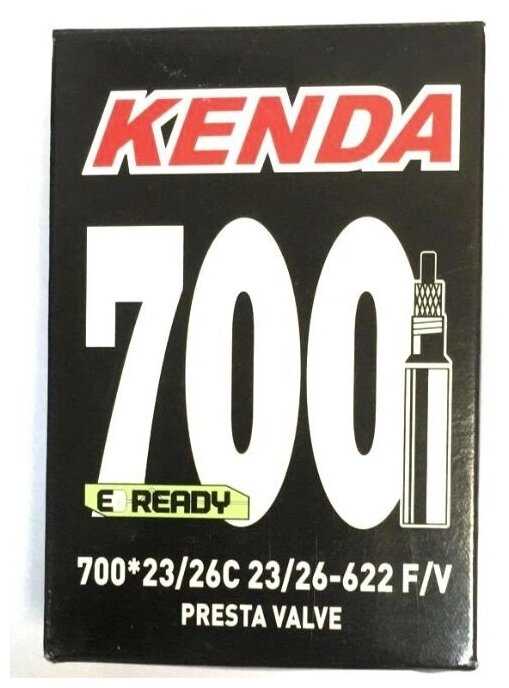 KENDA
700
E READY
700*23/26C 23/26-622 F/V
PRESTA VALVE